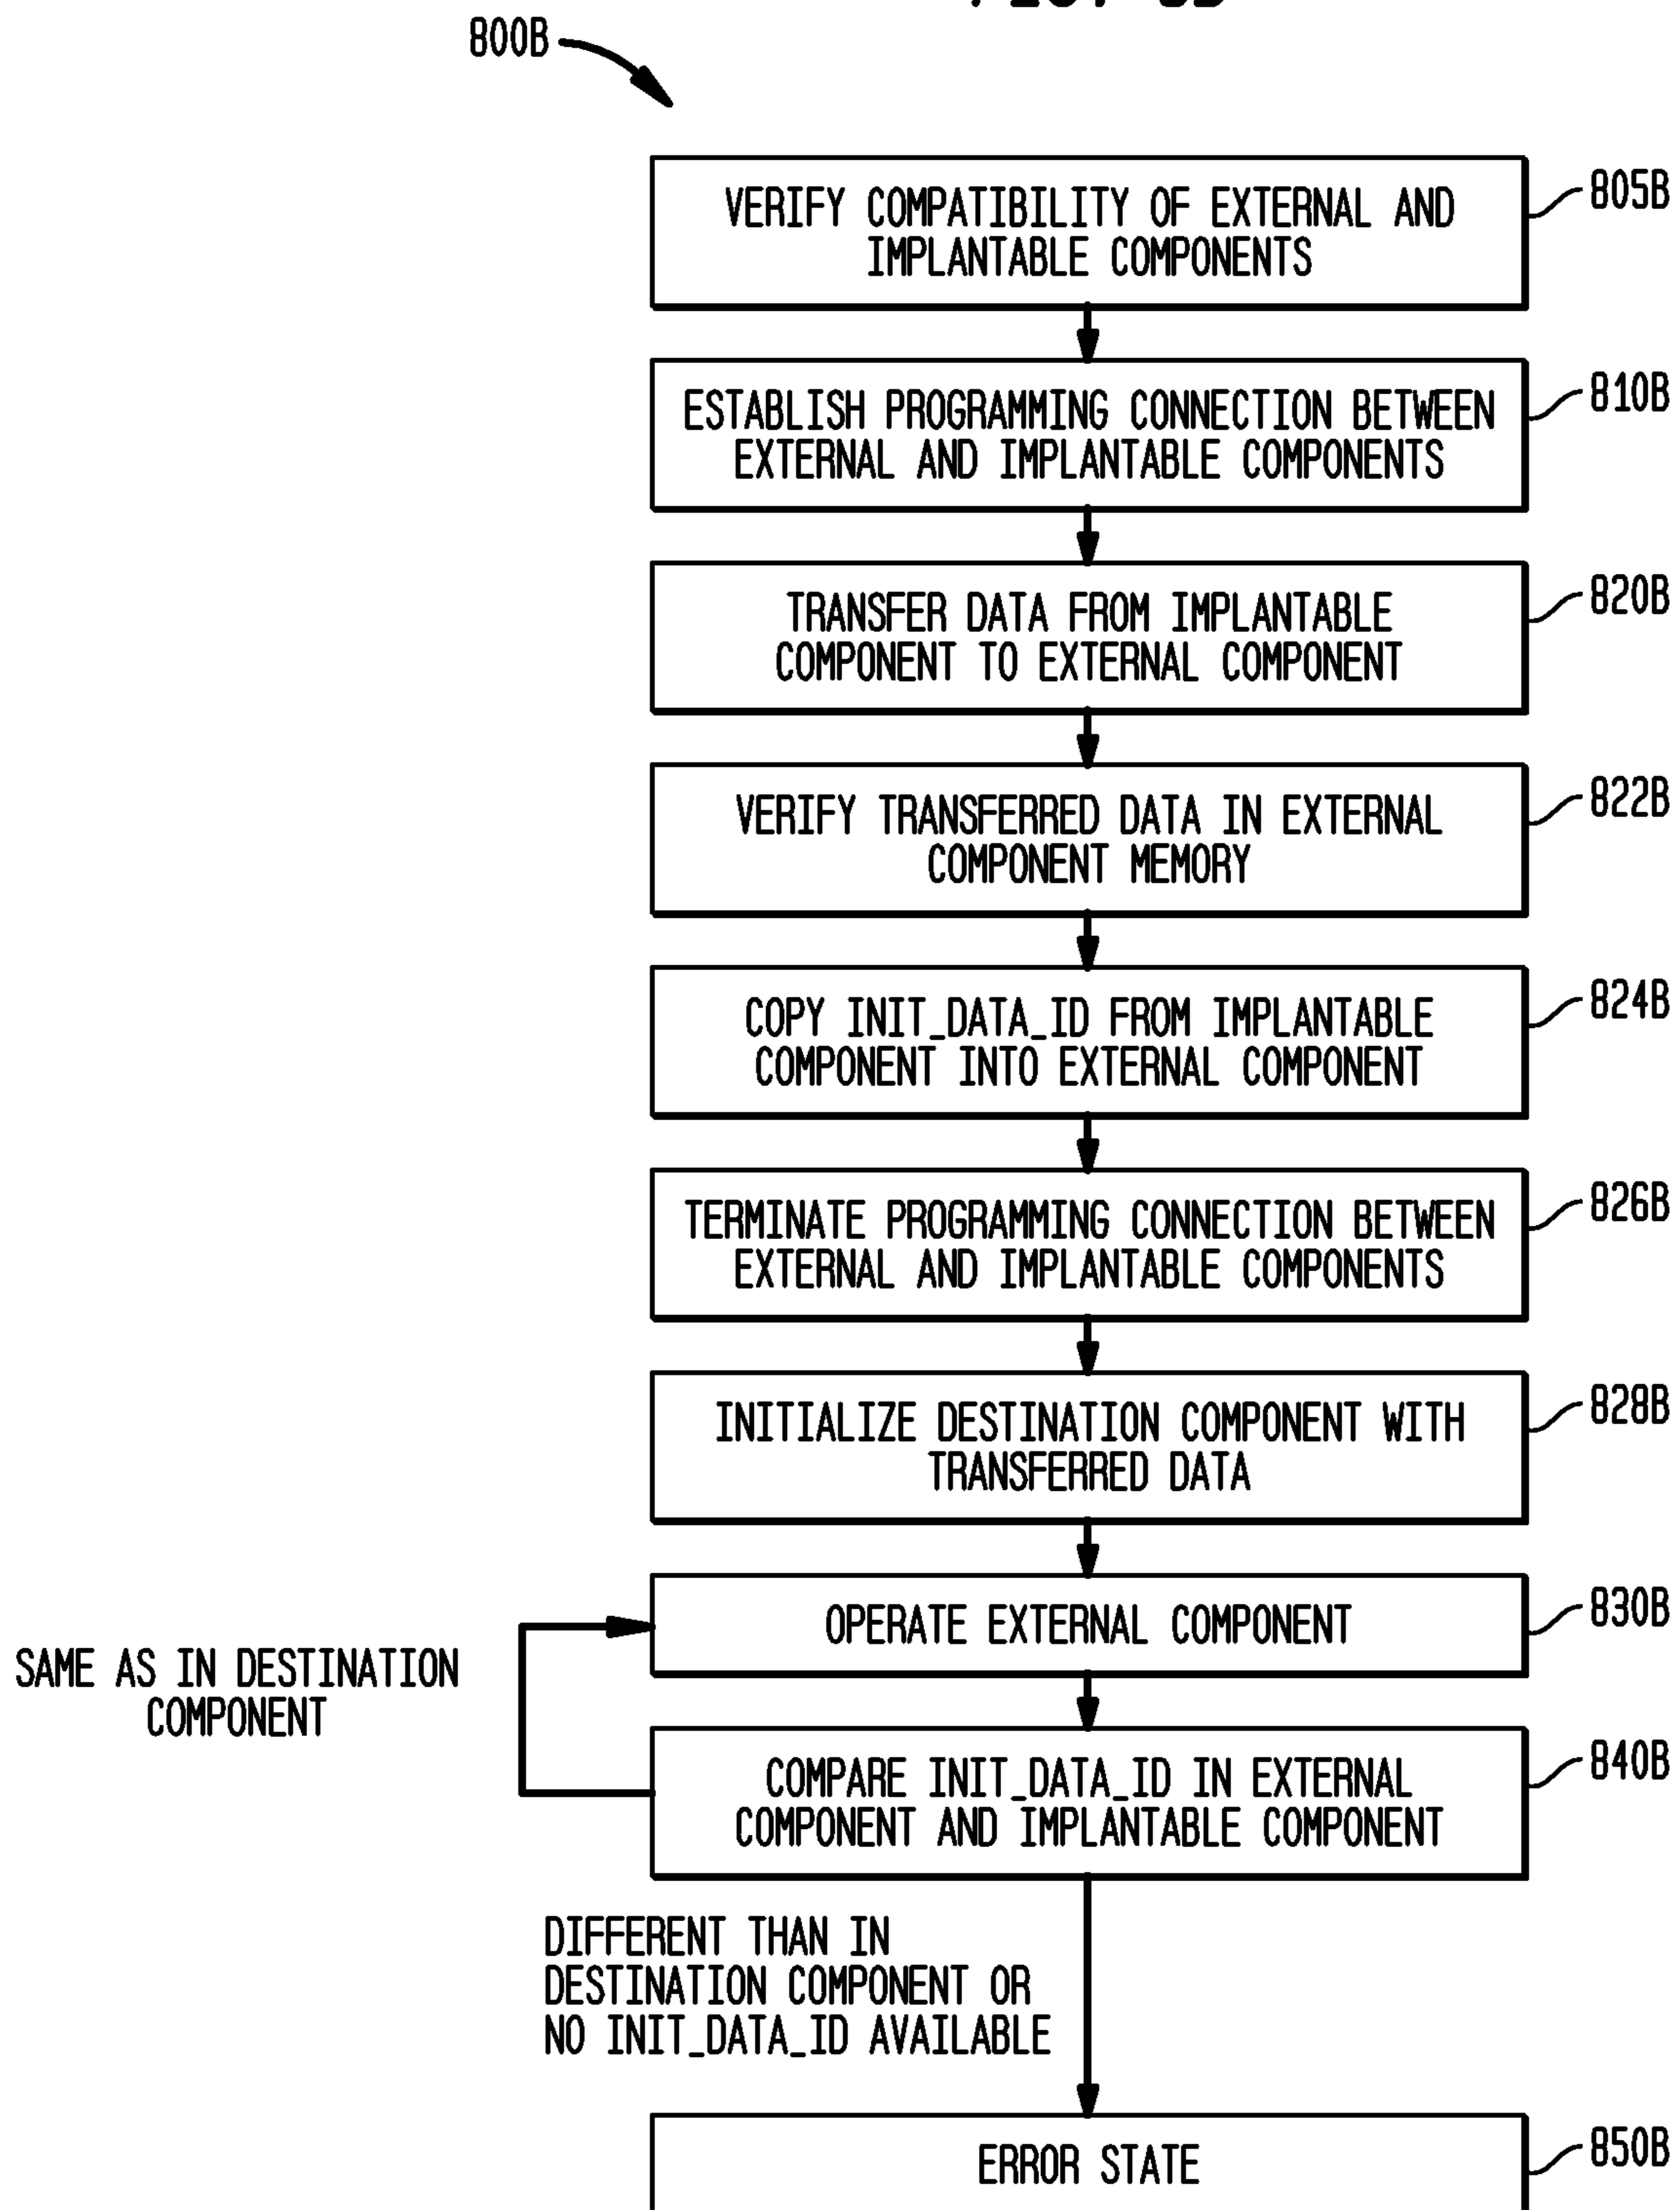 800B
VERIFY COMPATIBILITY OF EXTERNAL AND
IMPLANTABLE COMPONENTS
805B
ESTABLISH PROGRAMMING CONNECTION BETWEEN
EXTERNAL AND IMPLANTABLE COMPONENTS
810B
TRANSFER DATA FROM IMPLANTABLE
COMPONENT TO EXTERNAL COMPONENT
820B
VERIFY TRANSFERRED DATA IN EXTERNAL
COMPONENT MEMORY
822B
COPY INIT_DATA_ID FROM IMPLANTABLE
COMPONENT INTO EXTERNAL COMPONENT
824B
TERMINATE PROGRAMMING CONNECTION BETWEEN
EXTERNAL AND IMPLANTABLE COMPONENTS
826B
INITIALIZE DESTINATION COMPONENT WITH
TRANSFERRED DATA
828B
OPERATE EXTERNAL COMPONENT
830B
SAME AS IN DESTINATION
COMPONENT
COMPARE INIT_DATA_ID IN EXTERNAL
COMPONENT AND IMPLANTABLE COMPONENT
840B
DIFFERENT THAN IN
DESTINATION COMPONENT OR
NO INIT_DATA_ID AVAILABLE
ERROR STATE
850B